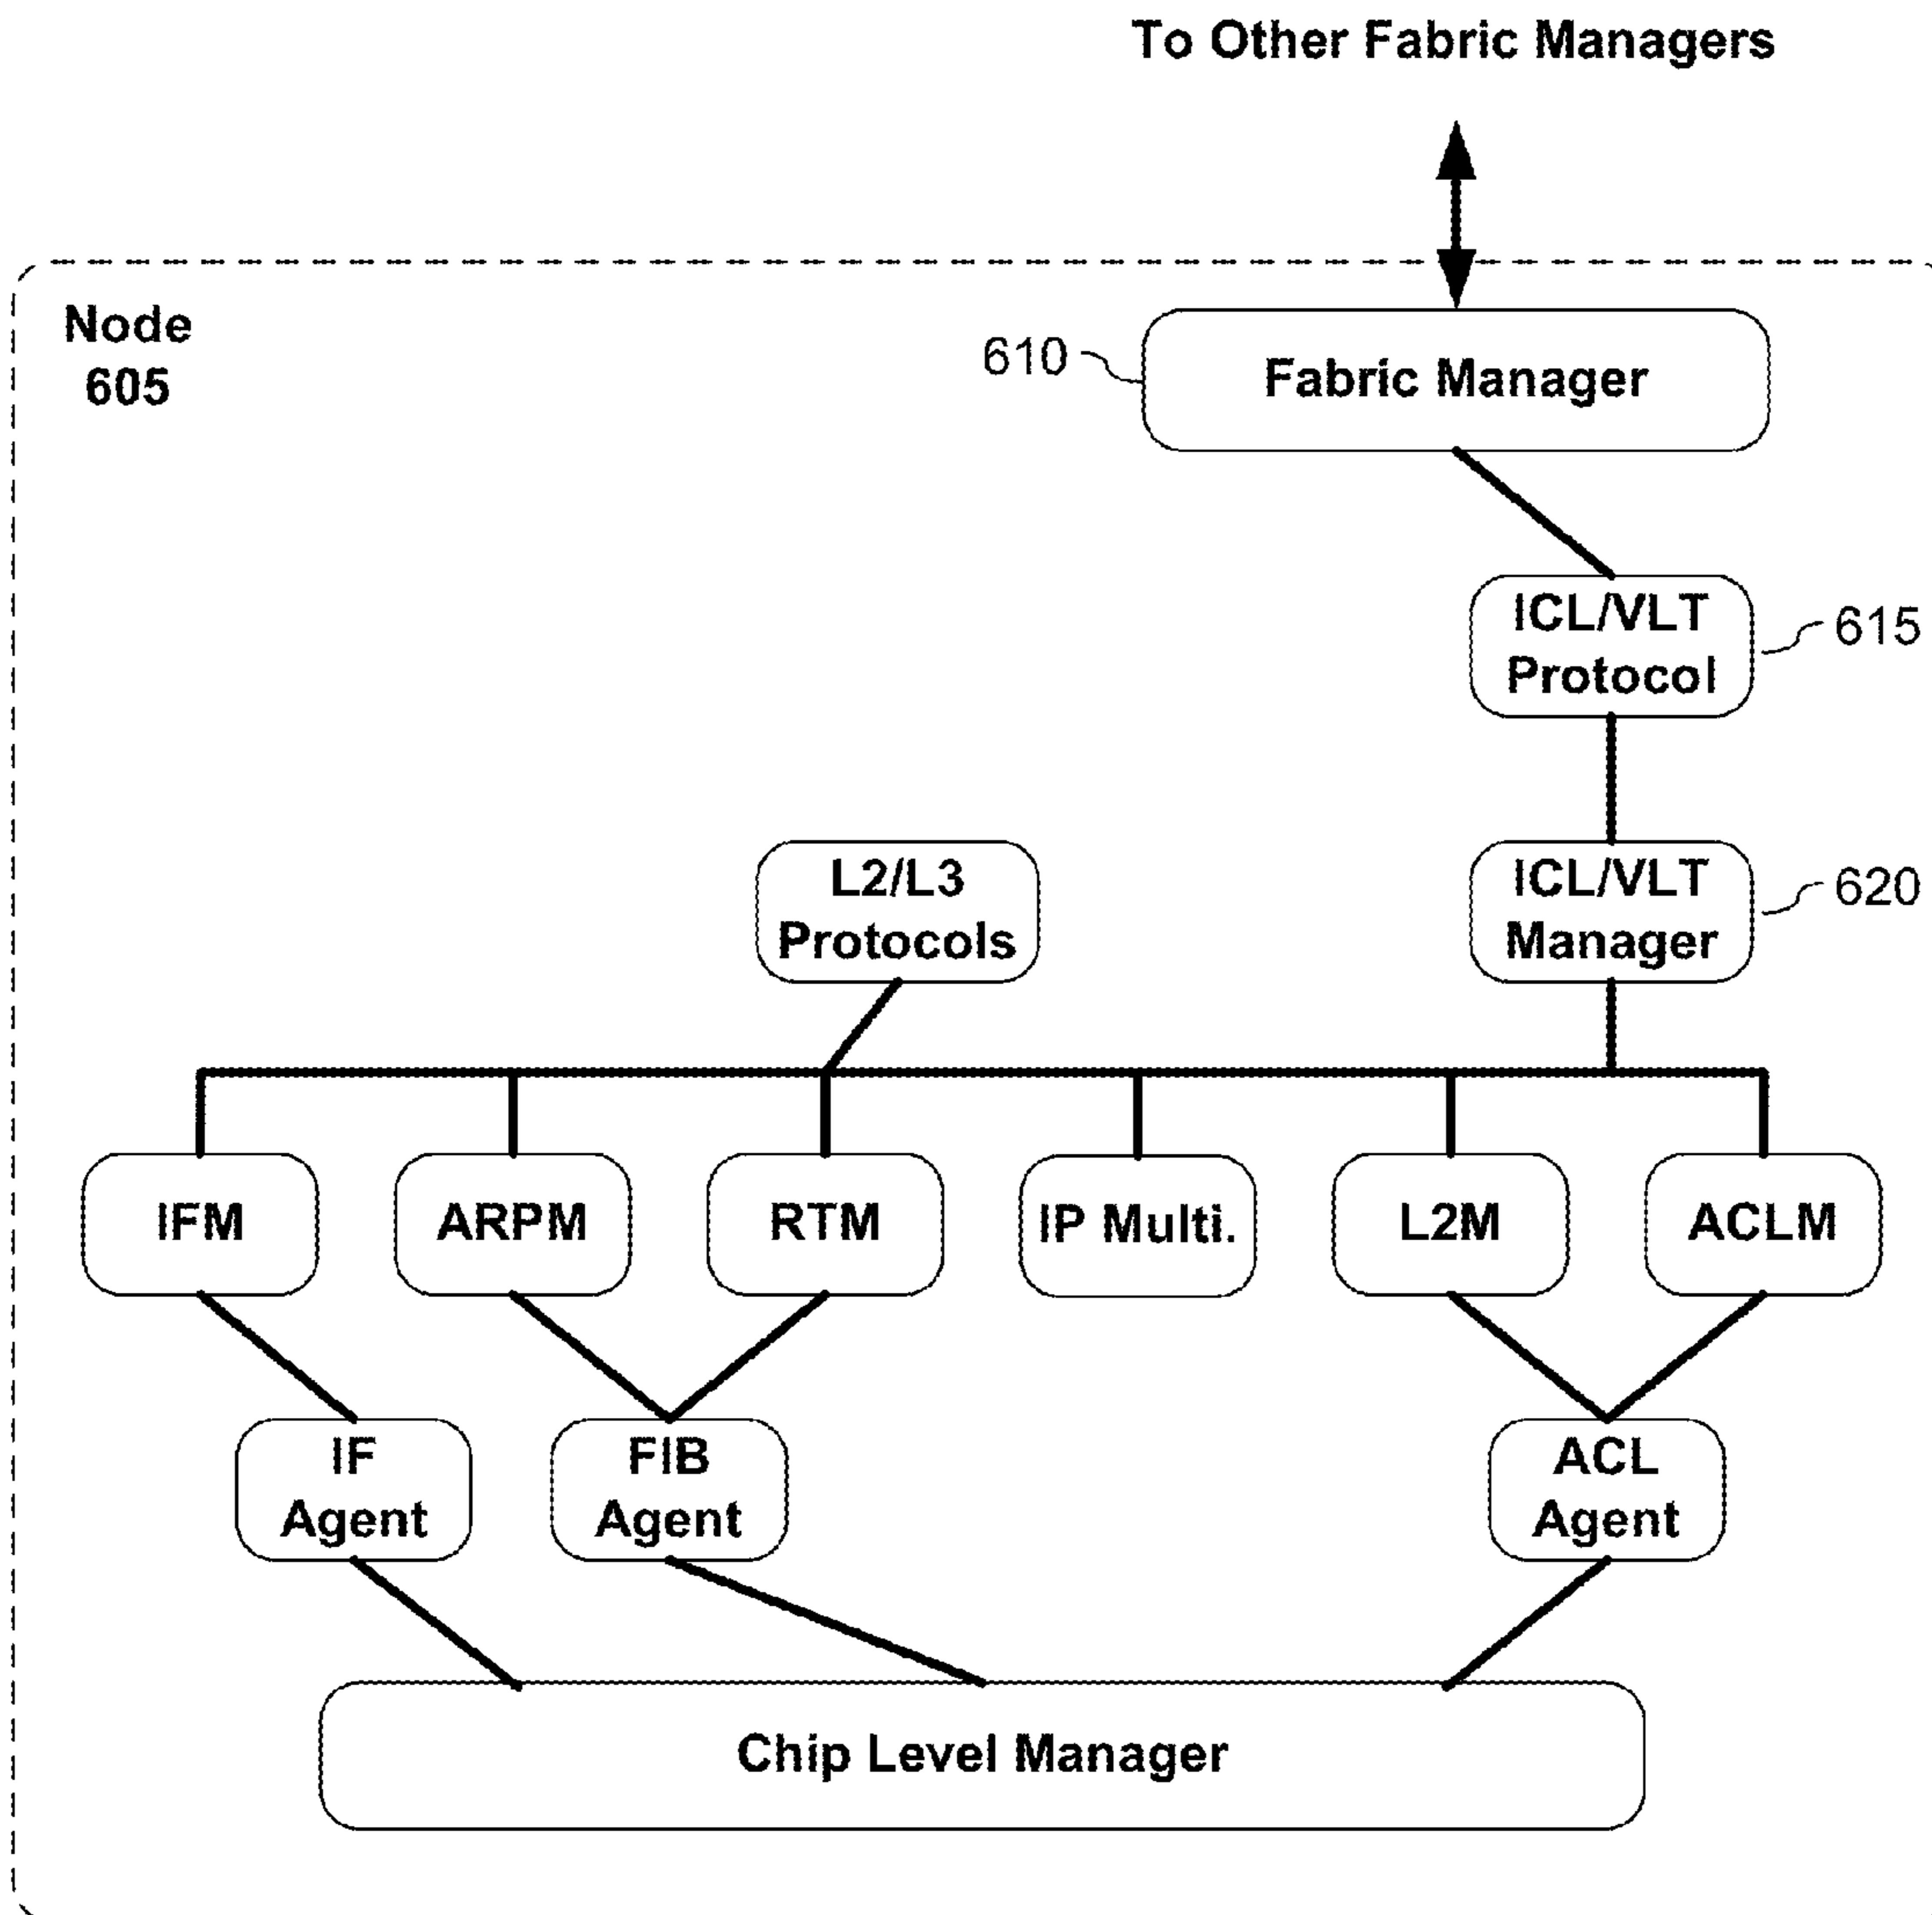 To Other Fabric Managers
Node
605
610
Fabric Manager
ICL/VLT
Protocol
615
L2/L3
Protocols
ICL/VLT
Manager
620
IFM
ARPM
RTM
IP Multi.
L2M
ACLM
IF
Agent
FIB
Agent
ACL
Agent
Chip Level Manager